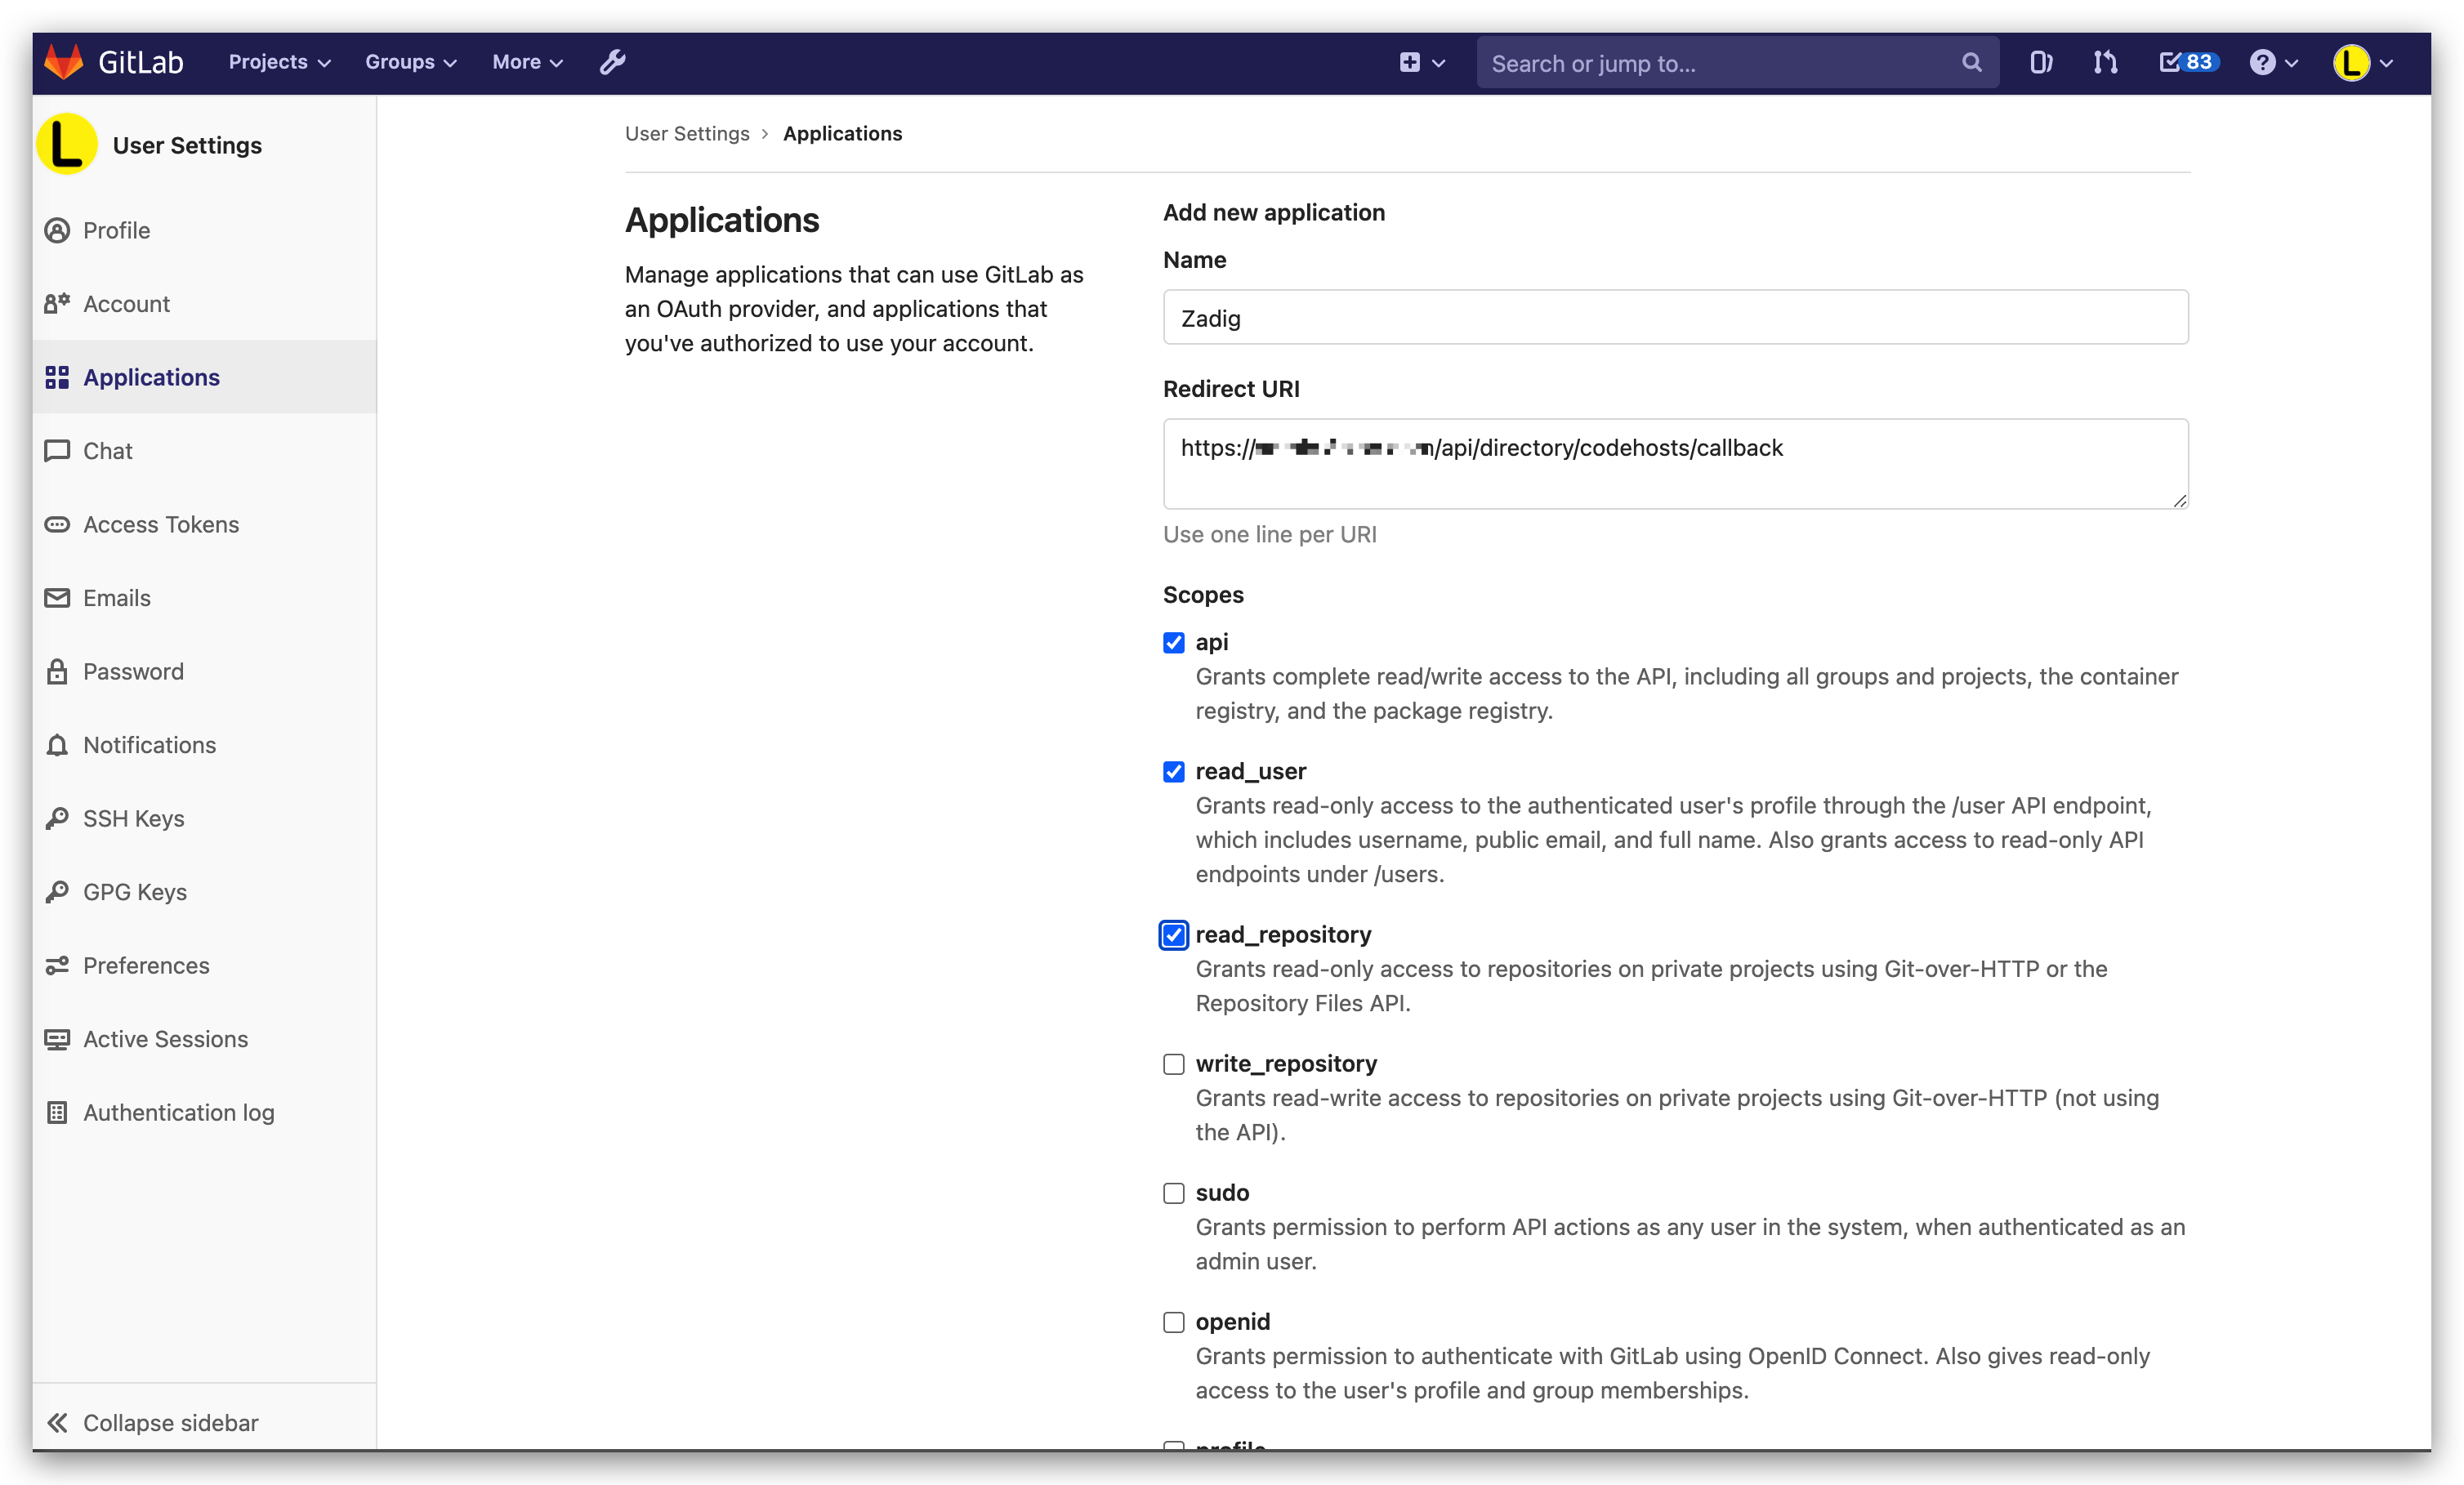 GitLab Projects Groups More Search or jump to... 83 L
L User Settings
Profile
Account
Applications
Chat
Access Tokens
Emails
Password
Notifications
SSH Keys
GPG Keys
Preferences
Active Sessions
Authentication log
Collapse sidebar
User Settings › Applications
Applications
Manage applications that can use GitLab as
an OAuth provider, and applications that
you've authorized to use your account.
Add new application
Name
Zadig
Redirect URI
https:// /api/directory/codehosts/callback
Use one line per URI
Scopes
api
Grants complete read/write access to the API, including all groups and projects, the container
registry, and the package registry.
read_user
Grants read-only access to the authenticated user's profile through the /user API endpoint,
which includes username, public email, and full name. Also grants access to read-only API
endpoints under /users.
read_repository
Grants read-only access to repositories on private projects using Git-over-HTTP or the
Repository Files API.
write_repository
Grants read-write access to repositories on private projects using Git-over-HTTP (not using
the API).
sudo
Grants permission to perform API actions as any user in the system, when authenticated as an
admin user.
openid
Grants permission to authenticate with GitLab using OpenID Connect. Also gives read-only
access to the user's profile and group memberships.
profile